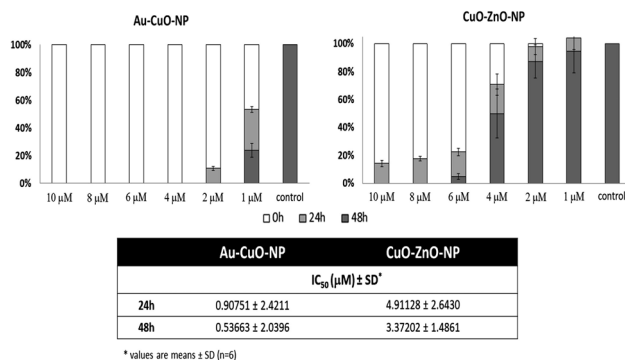 Au-CuO-NP
CuO-ZnO-NP
100%
80%
60%
40%
20%
0%
10 µM 8 µM 6 µM 4 µM 2 µM 1 µM control
100%
80%
60%
40%
20%
0%
10 µM 8 µM 6 µM 4 µM 2 µM 1 µM control
0h 24h 48h
Au-CuO-NP CuO-ZnO-NP
IC50 (µM) ± SD*
24h 0.90751 ± 2.4211 4.91128 ± 2.6430
48h 0.53663 ± 2.0396 3.37202 ± 1.4861
* values are means ± SD (n=6)